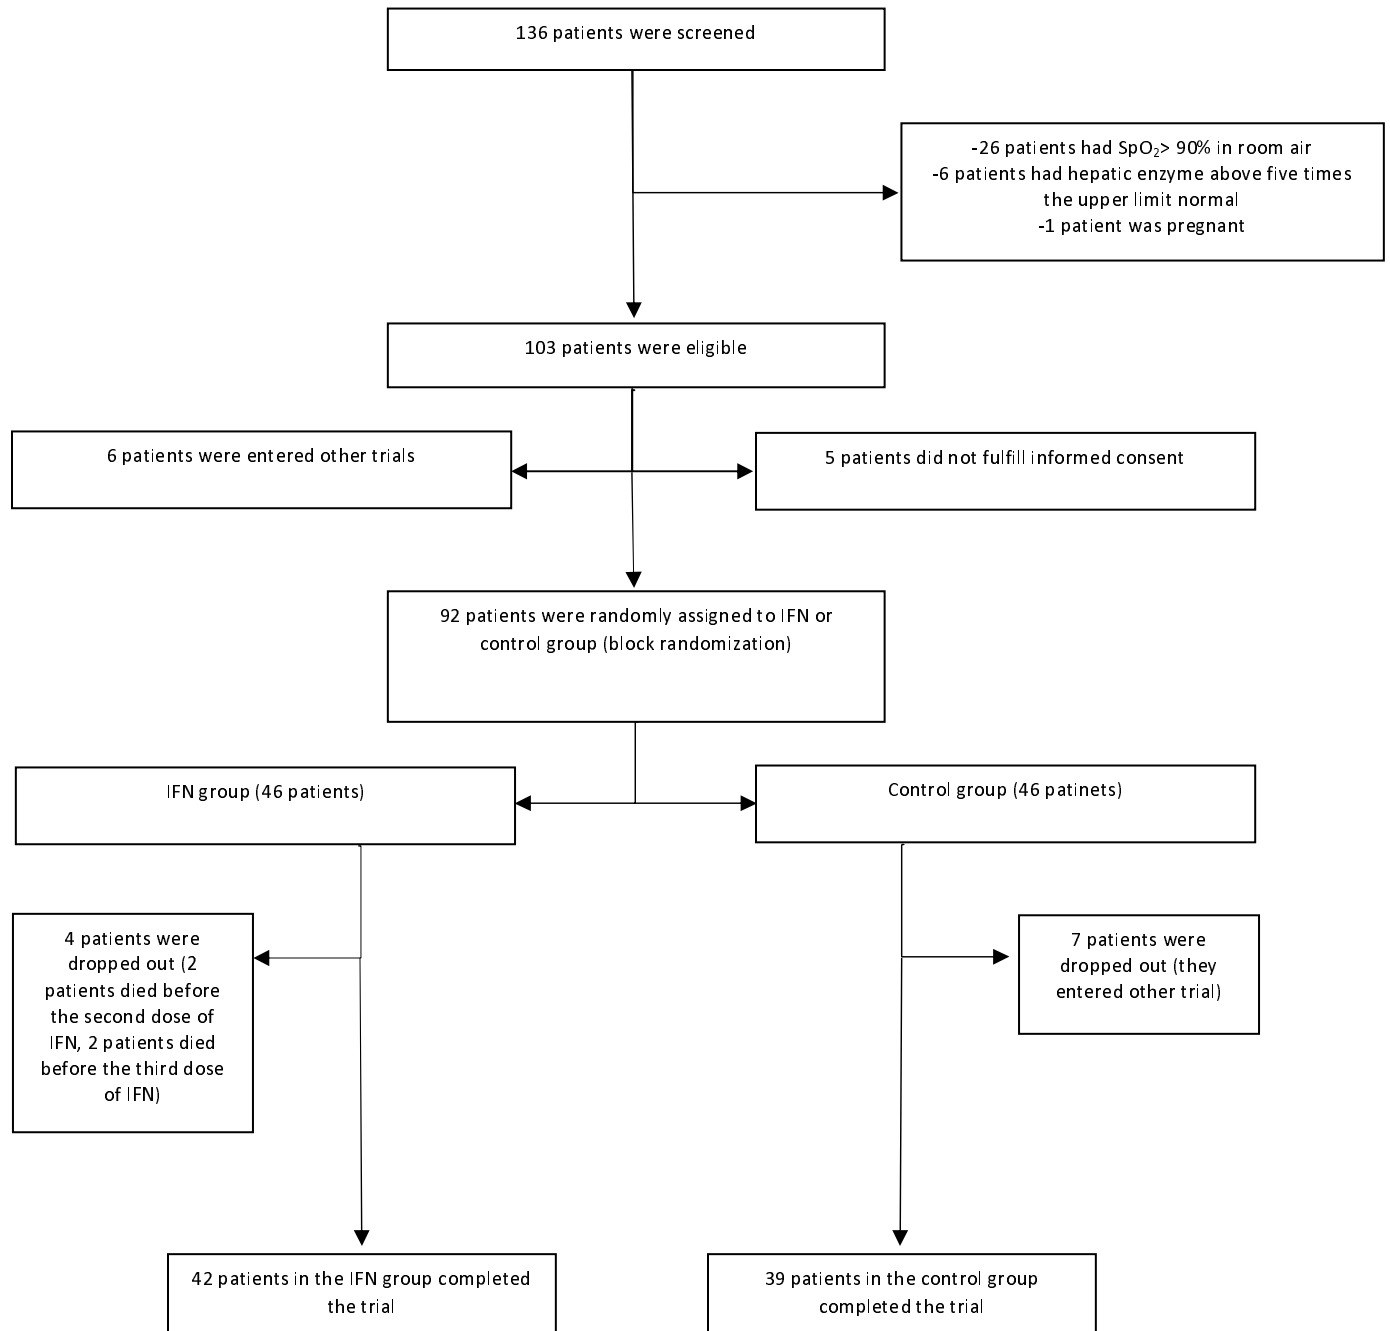 136 patients were screened
-26 patients had SpO₂> 90% in room air
-6 patients had hepatic enzyme above five times
the upper limit normal
-1 patient was pregnant
103 patients were eligible
6 patients were entered other trials
5 patients did not fulfill informed consent
92 patients were randomly assigned to IFN or
control group (block randomization)
IFN group (46 patients)
Control group (46 patinets)
4 patients were
dropped out (2
patients died before
the second dose of
IFN, 2 patients died
before the third dose
of IFN)
7 patients were
dropped out (they
entered other trial)
42 patients in the IFN group completed
the trial
39 patients in the control group
completed the trial